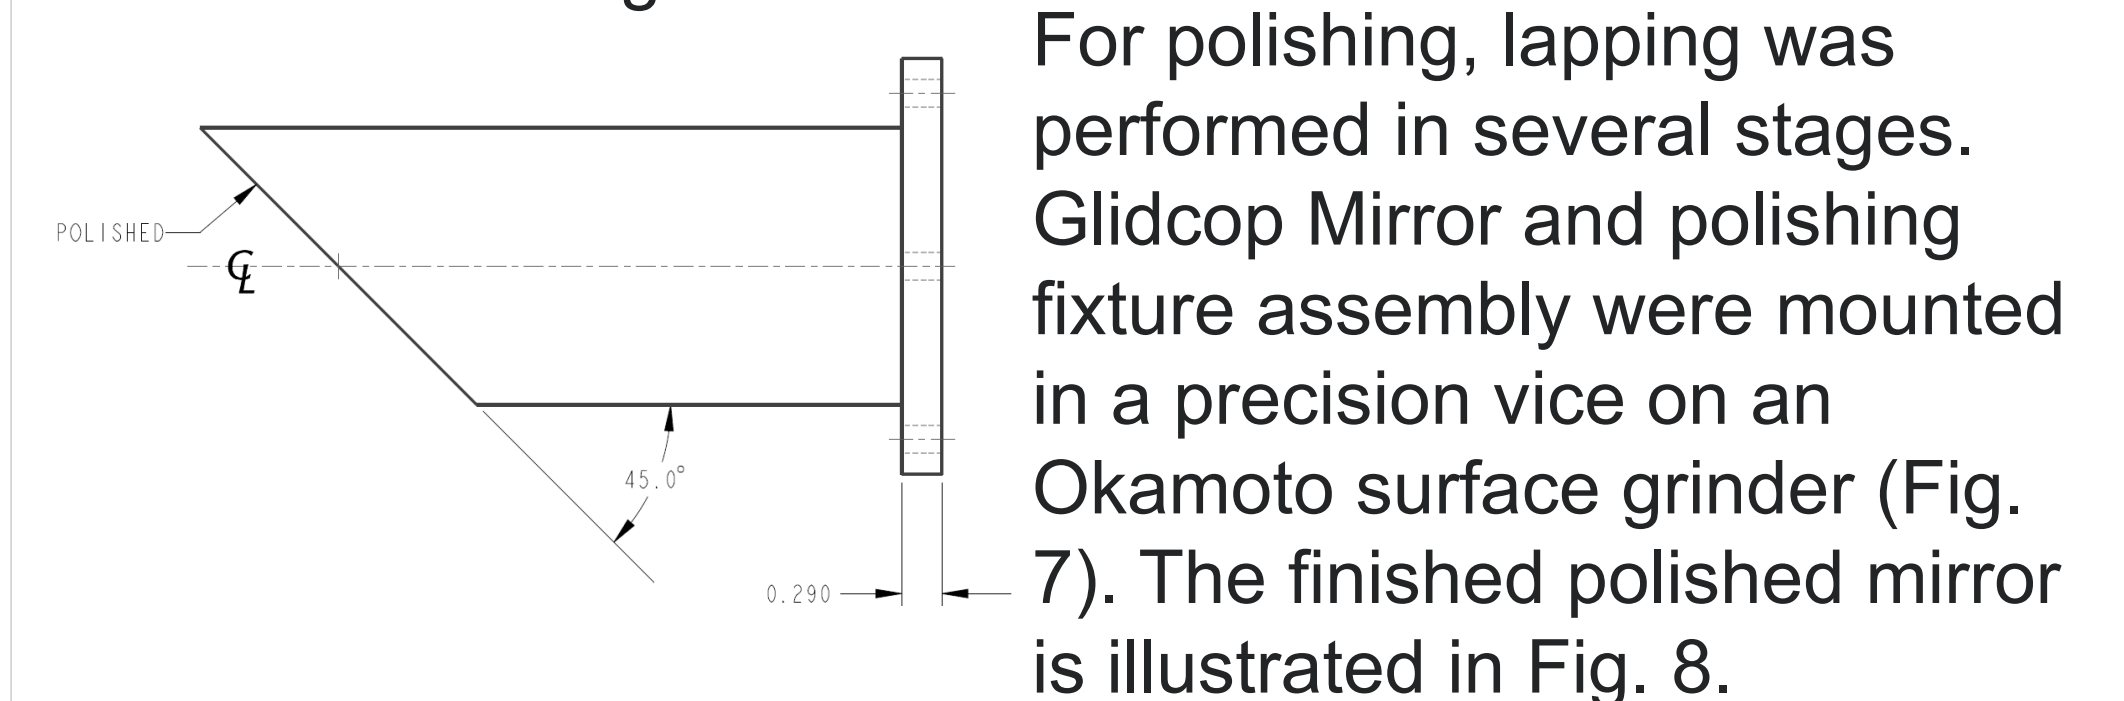 POLISHED
℄
45.0°
0.290
For polishing, lapping was
performed in several stages.
Glidcop Mirror and polishing
fixture assembly were mounted
in a precision vice on an
Okamoto surface grinder (Fig.
7). The finished polished mirror
is illustrated in Fig. 8.